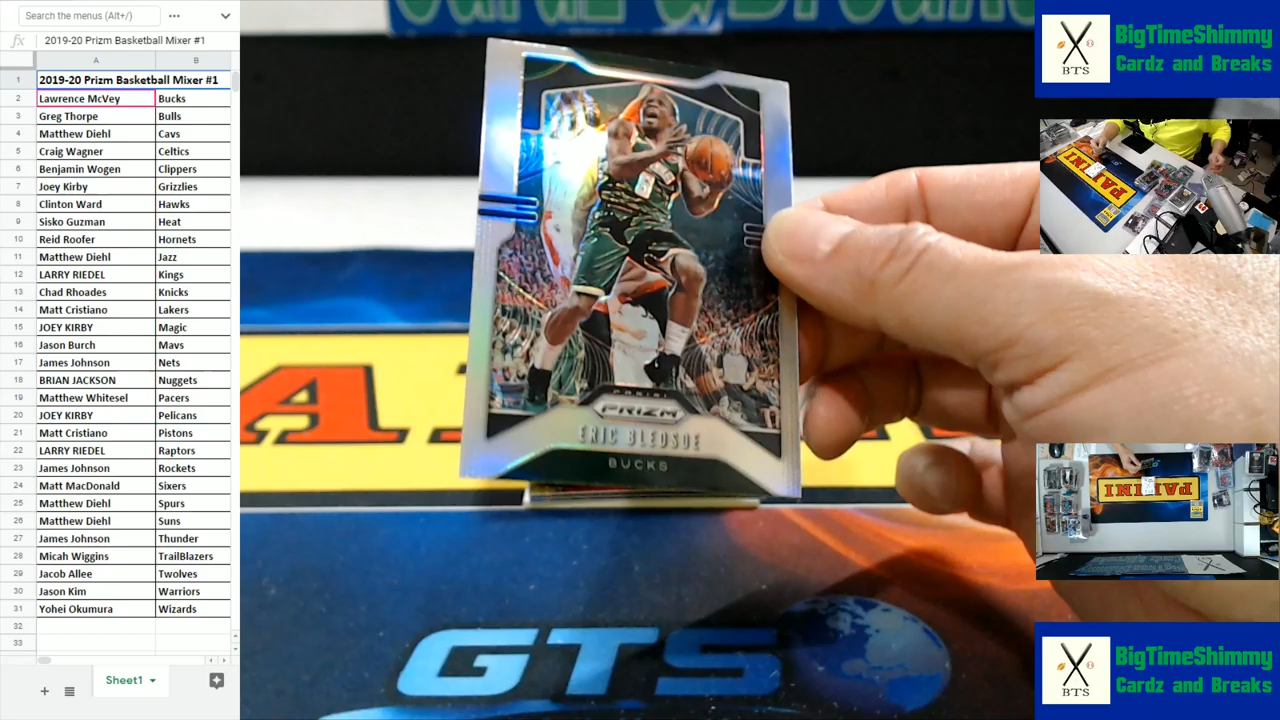 Search the menus (Alt+/)
fx 2019-20 Prizm Basketball Mixer #1
A B
1 2019-20 Prizm Basketball Mixer #1
2 Lawrence McVey Bucks
3 Greg Thorpe Bulls
4 Matthew Diehl Cavs
5 Craig Wagner Celtics
6 Benjamin Wogen Clippers
7 Joey Kirby Grizzlies
8 Clinton Ward Hawks
9 Sisko Guzman Heat
10 Reid Roofer Hornets
11 Matthew Diehl Jazz
12 LARRY RIEDEL Kings
13 Chad Rhoades Knicks
14 Matt Cristiano Lakers
15 JOEY KIRBY Magic
16 Jason Burch Mavs
17 James Johnson Nets
18 BRIAN JACKSON Nuggets
19 Matthew Whitesel Pacers
20 JOEY KIRBY Pelicans
21 Matt Cristiano Pistons
22 LARRY RIEDEL Raptors
23 James Johnson Rockets
24 Matt MacDonald Sixers
25 Matthew Diehl Spurs
26 Matthew Diehl Suns
27 James Johnson Thunder
28 Micah Wiggins TrailBlazers
29 Jacob Allee Twolves
30 Jason Kim Warriors
31 Yohei Okumura Wizards
32
33
Sheet1
PANINI
PRIZM
ERIC BLEDSOE
BUCKS
GTS
BTS
BigTimeShimmy
Cardz and Breaks
PANINI
PANINI
BTS
BigTimeShimmy
Cardz and Breaks